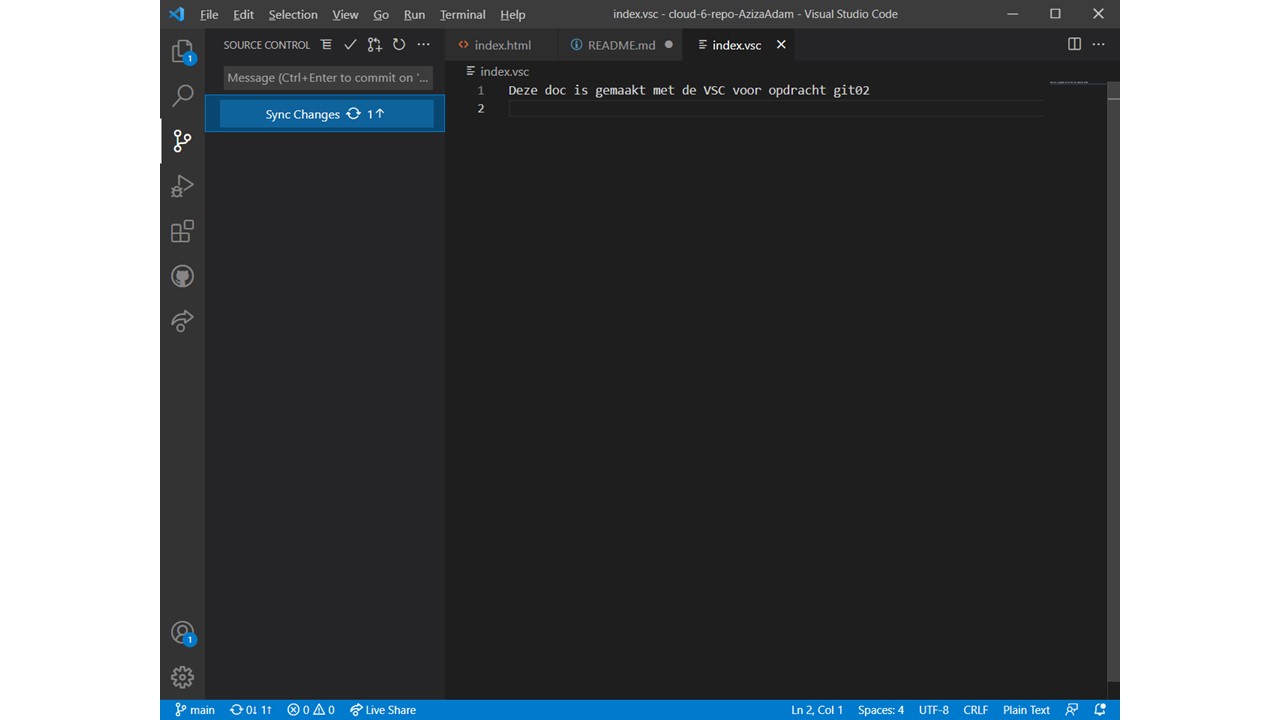 File Edit Selection View Go Run Terminal Help index.vsc - cloud-6-repo-AzizaAdam - Visual Studio Code
SOURCE CONTROL
index.html README.md index.vsc
1
Message (Ctrl+Enter to commit on '...
index.vsc
1 Deze doc is gemaakt met de VSC voor opdracht git02
2
Sync Changes 1↑
1
main 0↓ 1↑ 0 0 Live Share Ln 2, Col 1 Spaces: 4 UTF-8 CRLF Plain Text